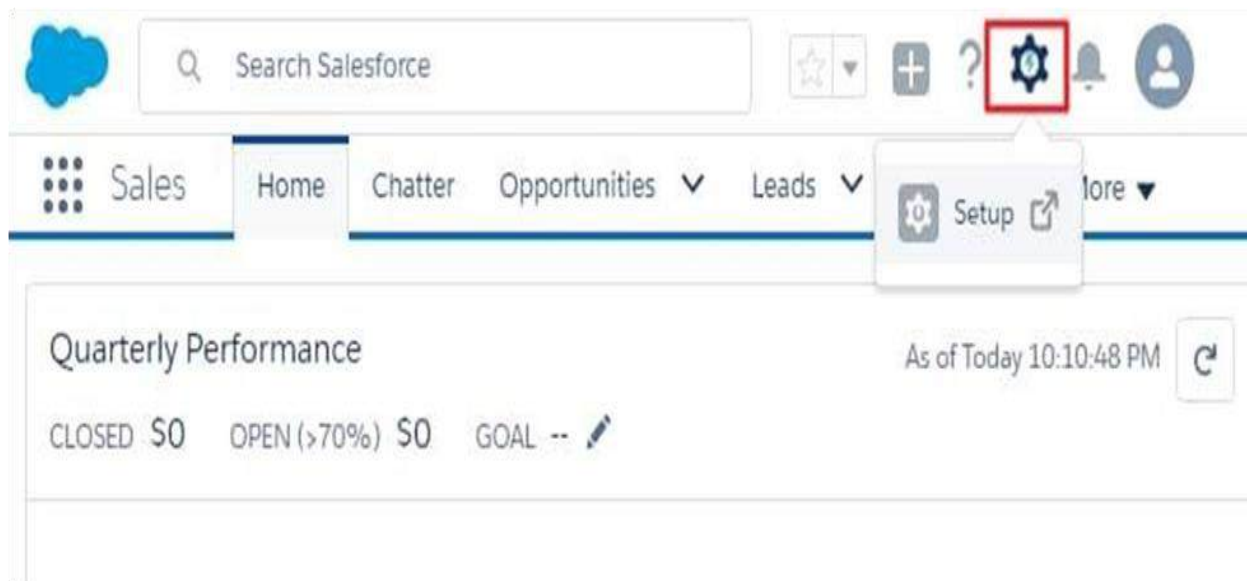 Search Salesforce
Sales Home Chatter Opportunities Leads Setup lore
Quarterly Performance As of Today 10:10:48 PM
CLOSED $0 OPEN (>70%) $0 GOAL --